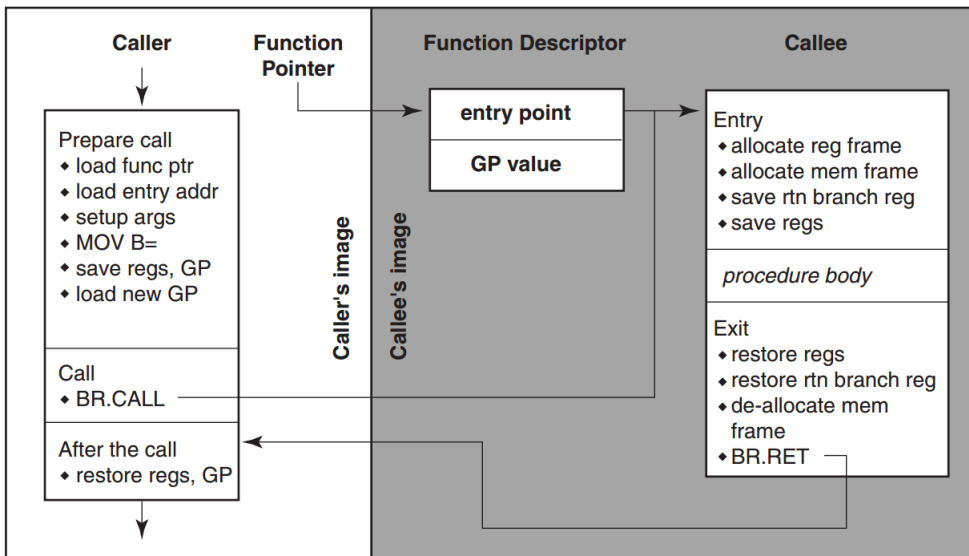 Caller
Function
Pointer
Function Descriptor
Callee
Prepare call
◆ load func ptr
◆ load entry addr
◆ setup args
◆ MOV B=
◆ save regs, GP
◆ load new GP
Call
◆ BR.CALL
After the call
◆ restore regs, GP
Caller's image
Callee's image
entry point
GP value
Entry
◆ allocate reg frame
◆ allocate mem frame
◆ save rtn branch reg
◆ save regs
procedure body
Exit
◆ restore regs
◆ restore rtn branch reg
◆ de-allocate mem
frame
◆ BR.RET